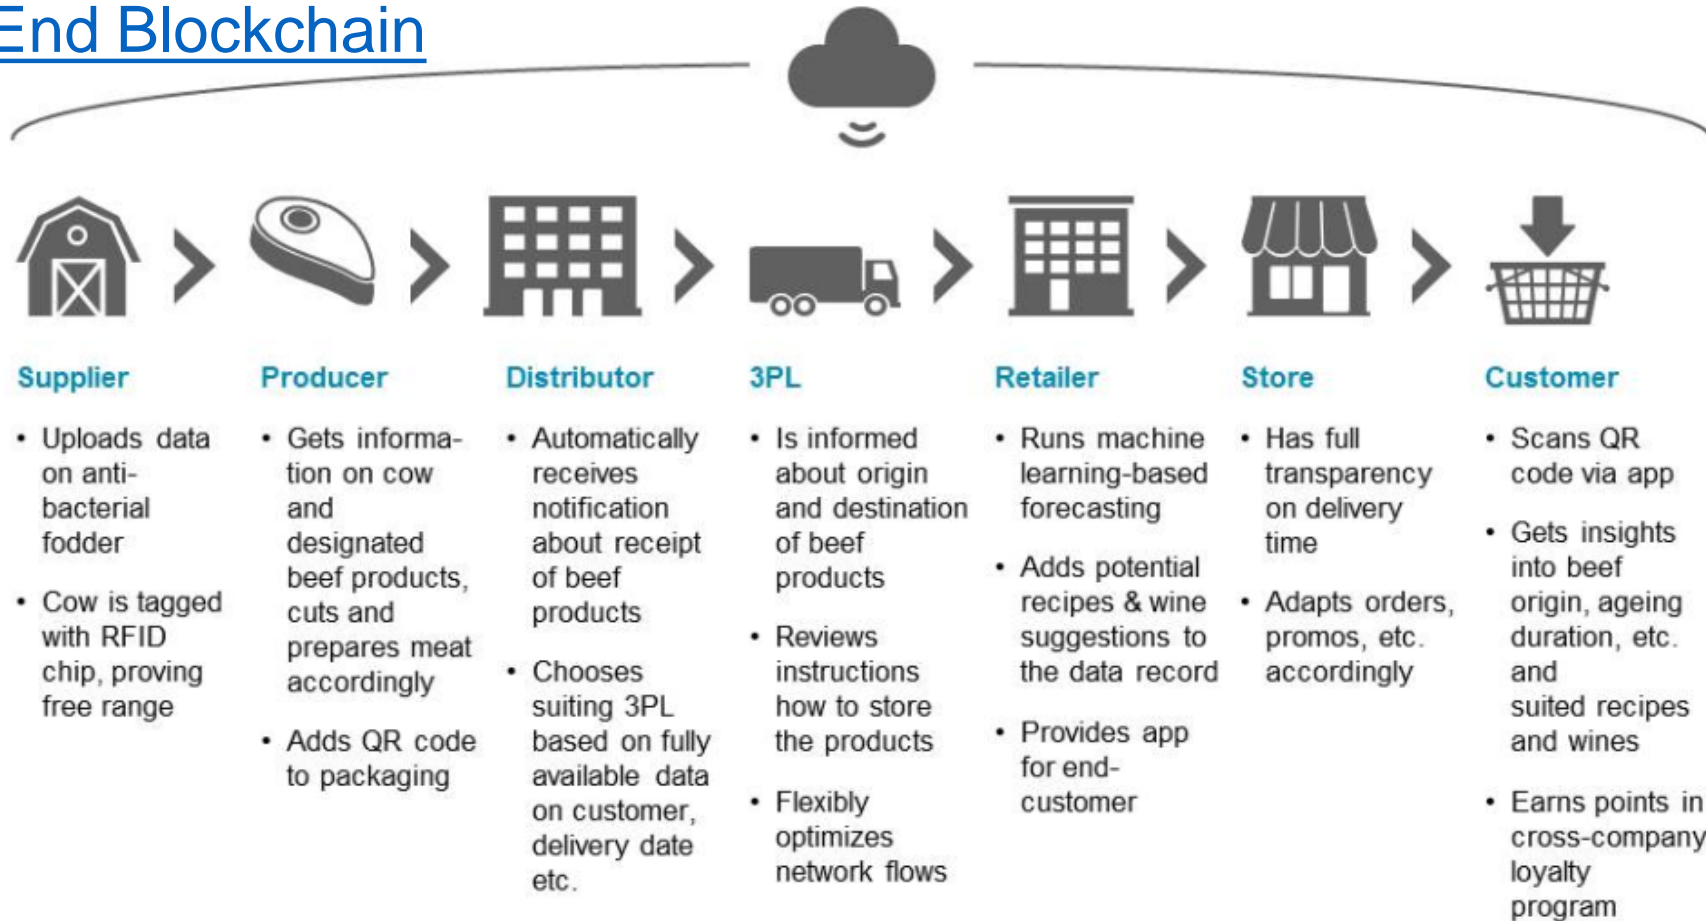 End Blockchain
Supplier
• Uploads data
on anti-
bacterial
fodder
• Cow is tagged
with RFID
chip, proving
free range
Producer
• Gets informa-
tion on cow
and
designated
beef products,
cuts and
prepares meat
accordingly
• Adds QR code
to packaging
Distributor
• Automatically
receives
notification
about receipt
of beef
products
• Chooses
suiting 3PL
based on fully
available data
on customer,
delivery date
etc.
3PL
• Is informed
about origin
and destination
of beef
products
• Reviews
instructions
how to store
the products
• Flexibly
optimizes
network flows
Retailer
• Runs machine
learning-based
forecasting
• Adds potential
recipes & wine
suggestions to
the data record
• Provides app
for end-
customer
Store
• Has full
transparency
on delivery
time
• Adapts orders,
promos, etc.
accordingly
Customer
• Scans QR
code via app
• Gets insights
into beef
origin, ageing
duration, etc.
and
suited recipes
and wines
• Earns points in
cross-company
loyalty
program